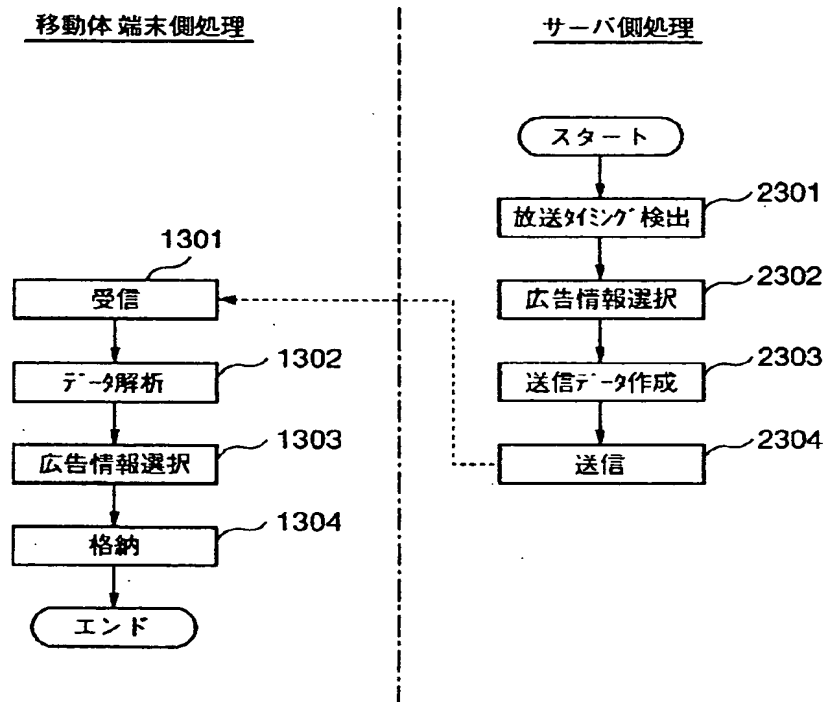 移動体端末側処理
1301
受信
1302
データ解析
1303
広告情報選択
1304
格納
エンド
サーバ側処理
スタート
2301
放送タイミング検出
2302
広告情報選択
2303
送信データ作成
2304
送信